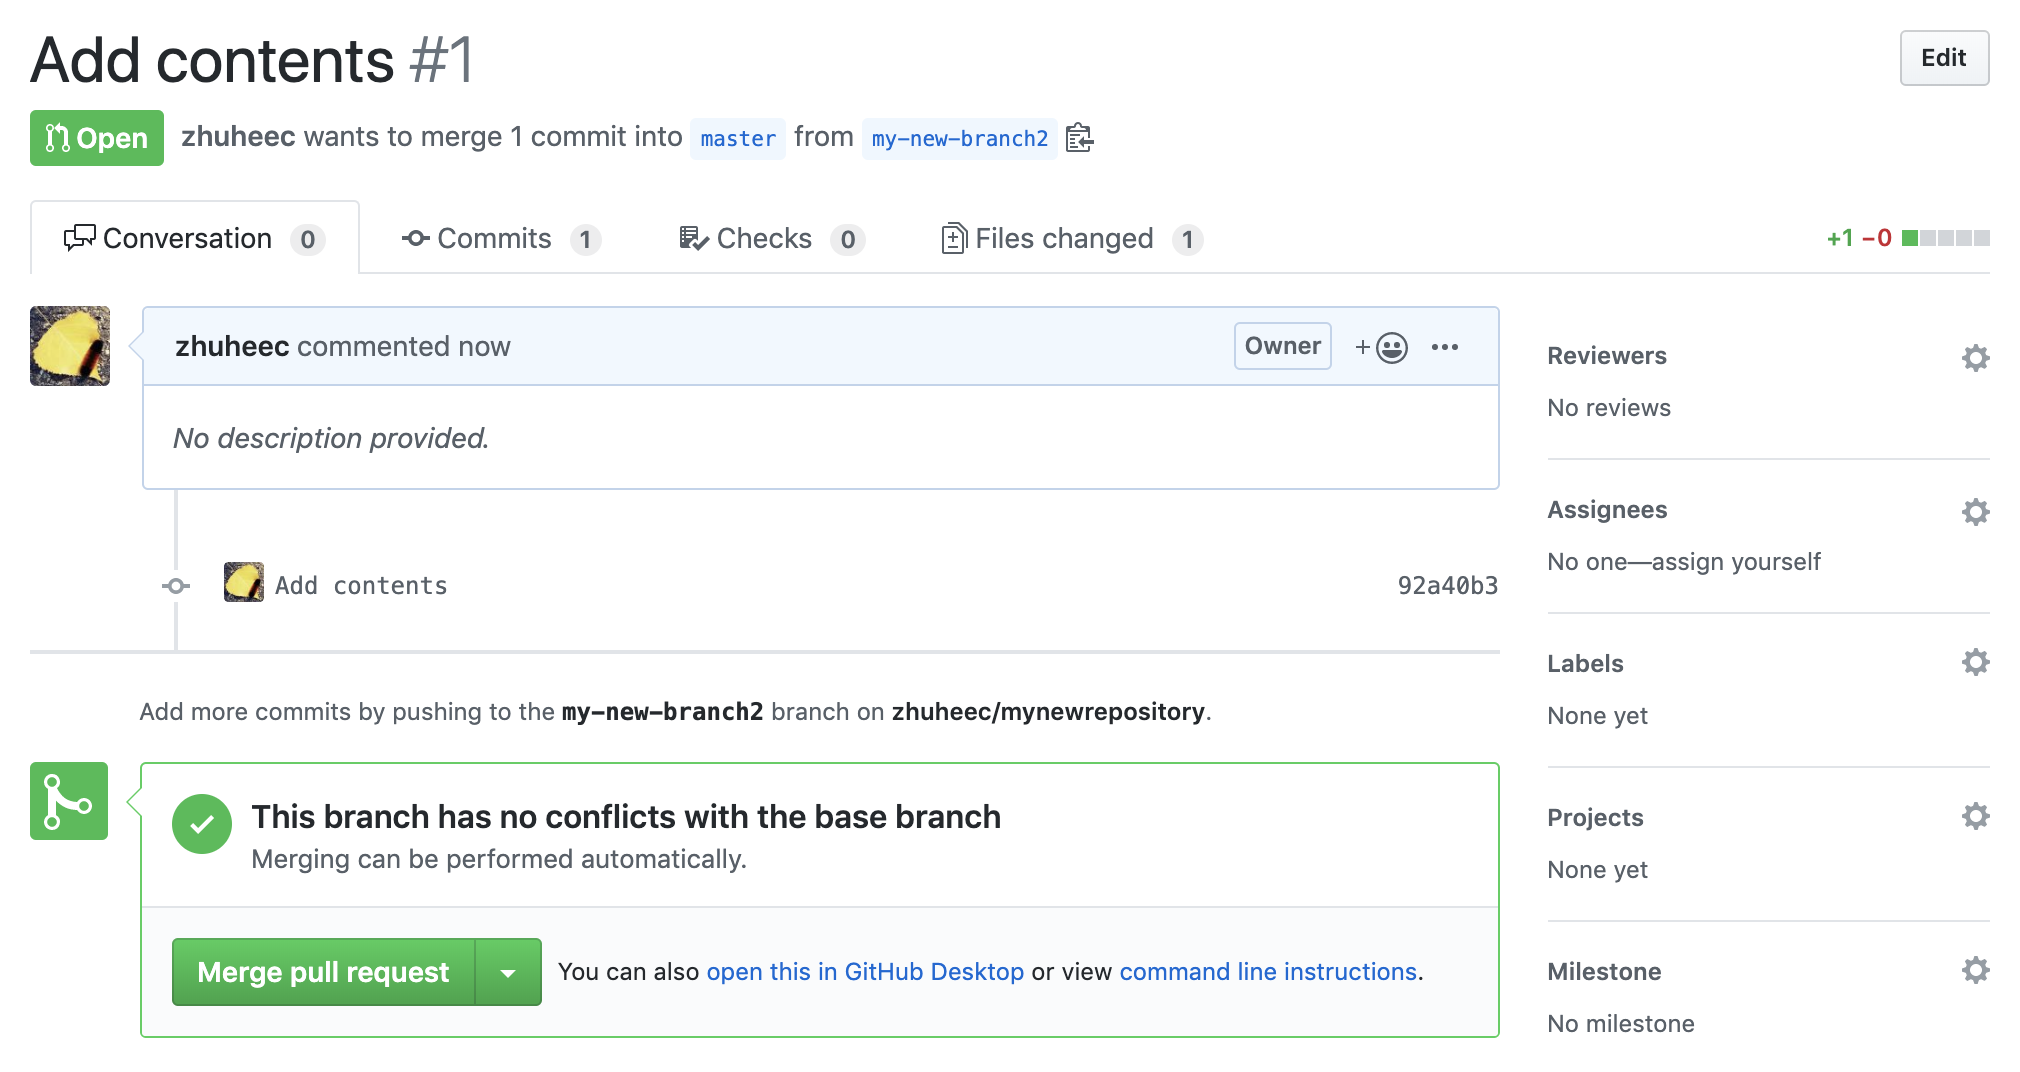 Add contents #1
Edit
Open
zhuheec wants to merge 1 commit into master from my-new-branch2
Conversation 0
Commits 1
Checks 0
Files changed 1
+1 −0
zhuheec commented now
Owner
No description provided.
Add contents
92a40b3
Add more commits by pushing to the my-new-branch2 branch on zhuheec/mynewrepository.
This branch has no conflicts with the base branch
Merging can be performed automatically.
Merge pull request
You can also open this in GitHub Desktop or view command line instructions.
Reviewers
No reviews
Assignees
No one—assign yourself
Labels
None yet
Projects
None yet
Milestone
No milestone